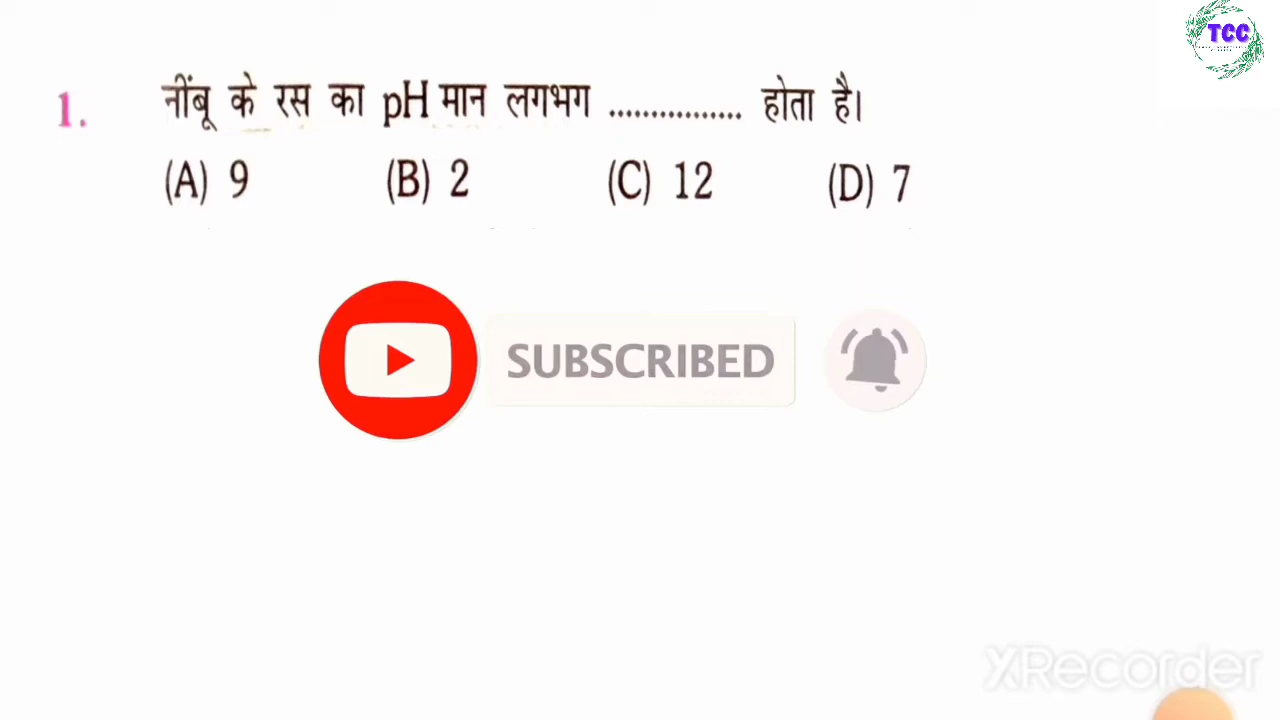 TCC
1. नींबू के रस का pH मान लगभग ................ होता है।
(A) 9 (B) 2 (C) 12 (D) 7
SUBSCRIBED
XRecorder